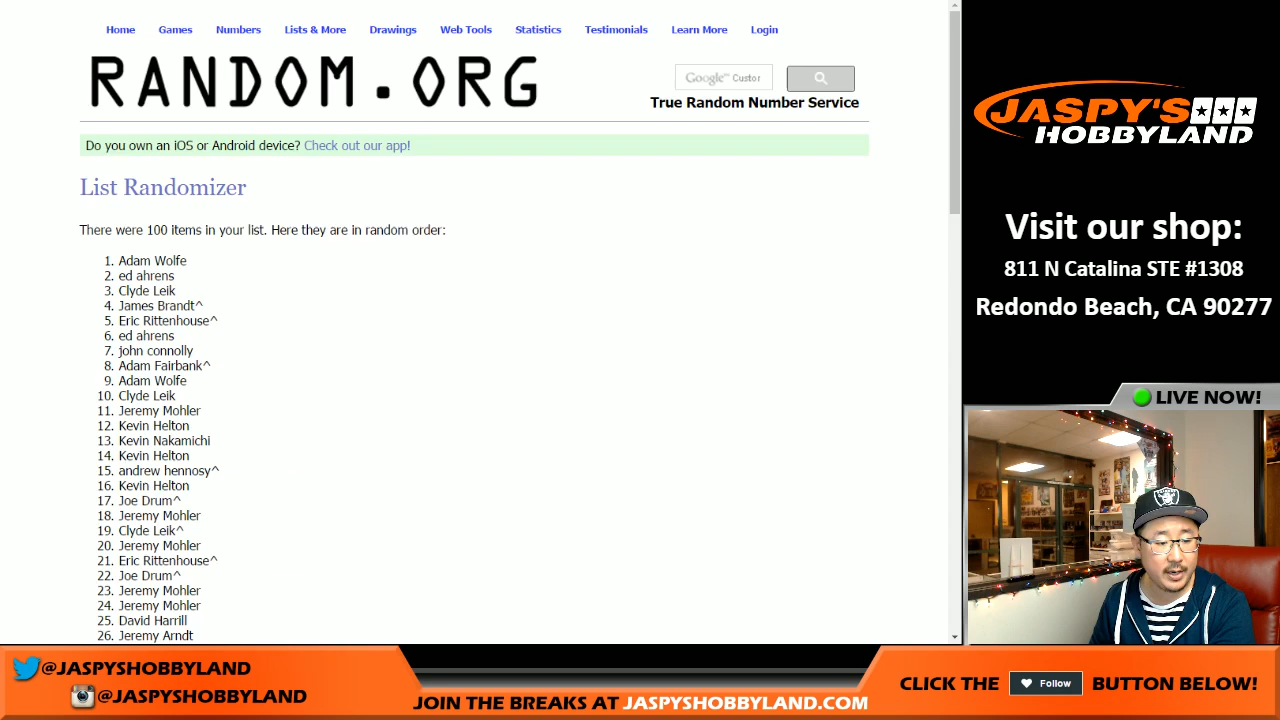 Home Games Numbers Lists & More Drawings Web Tools Statistics Testimonials Learn More Login
RANDOM.ORG
Google™ Custor
True Random Number Service
Do you own an iOS or Android device? Check out our app!
List Randomizer
There were 100 items in your list. Here they are in random order:
1. Adam Wolfe
2. ed ahrens
3. Clyde Leik
4. James Brandt^
5. Eric Rittenhouse^
6. ed ahrens
7. john connolly
8. Adam Fairbank^
9. Adam Wolfe
10. Clyde Leik
11. Jeremy Mohler
12. Kevin Helton
13. Kevin Nakamichi
14. Kevin Helton
15. andrew hennosy^
16. Kevin Helton
17. Joe Drum^
18. Jeremy Mohler
19. Clyde Leik^
20. Jeremy Mohler
21. Eric Rittenhouse^
22. Joe Drum^
23. Jeremy Mohler
24. Jeremy Mohler
25. David Harrill
26. Jeremy Arndt
JASPY'S
HOBBYLAND
Visit our shop:
811 N Catalina STE #1308
Redondo Beach, CA 90277
LIVE NOW!
@JASPYSHOBBYLAND
@JASPYSHOBBYLAND
JOIN THE BREAKS AT JASPYSHOBBYLAND.COM
CLICK THE Follow BUTTON BELOW!